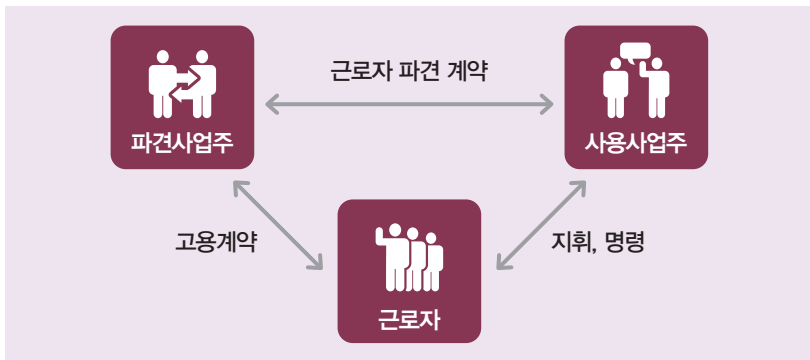 근로자 파견 계약
파견사업주
사용사업주
고용계약
지휘, 명령
근로자